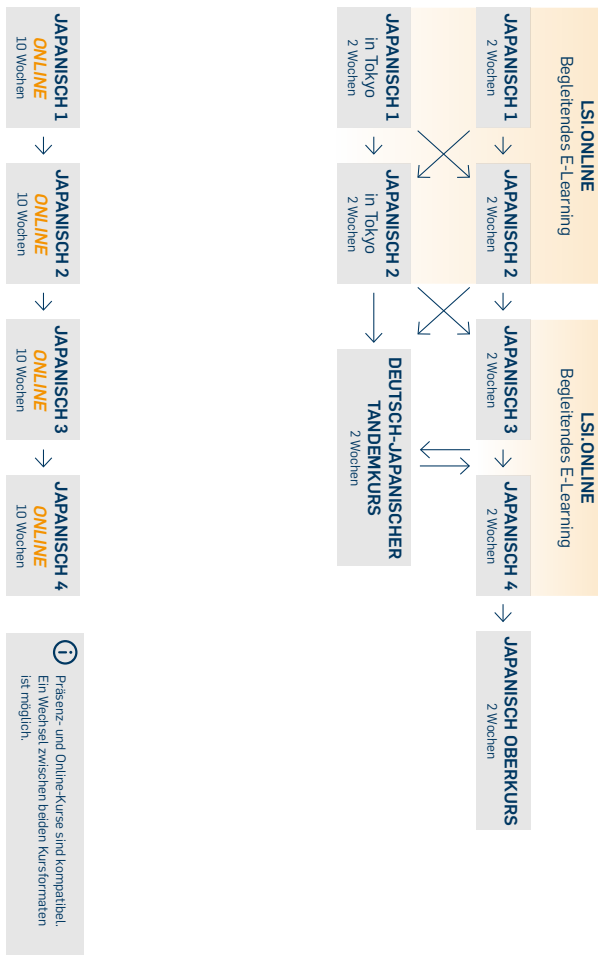 LSI.ONLINE
Begleitendes E-Learning
LSI.ONLINE
Begleitendes E-Learning
JAPANISCH 1
2 Wochen
JAPANISCH 2
2 Wochen
JAPANISCH 3
2 Wochen
JAPANISCH 4
2 Wochen
JAPANISCH OBERKURS
2 Wochen
JAPANISCH 1
in Tokyo
2 Wochen
JAPANISCH 2
in Tokyo
2 Wochen
DEUTSCH-JAPANISCHER
TANDEMKURS
2 Wochen
JAPANISCH 1
ONLINE
10 Wochen
JAPANISCH 2
ONLINE
10 Wochen
JAPANISCH 3
ONLINE
10 Wochen
JAPANISCH 4
ONLINE
10 Wochen
i
Präsenz- und Online-Kurse sind kompatibel.
Ein Wechsel zwischen beiden Kursformaten
ist möglich.